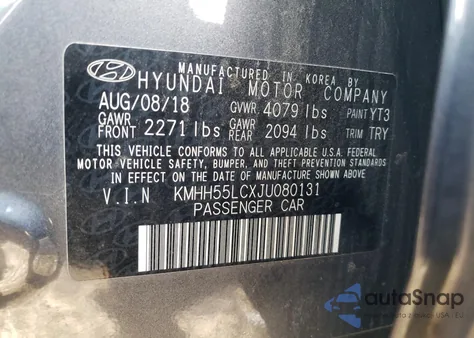 MANUFACTURED IN KOREA BY
HYUNDAI MOTOR COMPANY
AUG/08/18 GVWR 4079 lbs PAINT YT3
GAWR FRONT 2271 lbs GAWR REAR 2094 lbs TRIM TRY
THIS VEHICLE CONFORMS TO ALL APPLICABLE U.S.A. FEDERAL
MOTOR VEHICLE SAFETY, BUMPER, AND THEFT PREVENTION STANDARDS
IN EFFECT ON THE DATE OF MANUFACTURE SHOWN ABOVE.
V.I.N KMHH55LCXJU080131
PASSENGER CAR
autoSnap